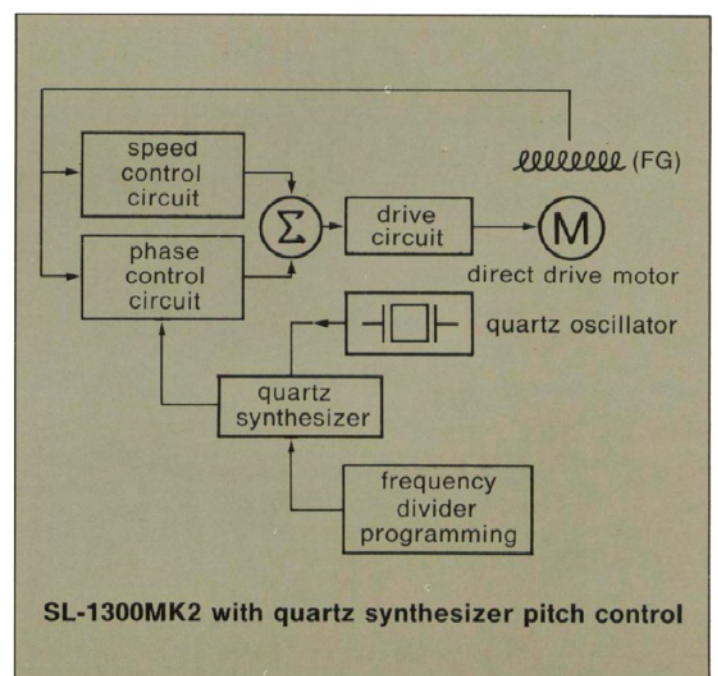 speed
control
circuit
(FG)
phase
control
circuit
Σ
drive
circuit
M
direct drive motor
quartz oscillator
quartz
synthesizer
frequency
divider
programming
SL-1300MK2 with quartz synthesizer pitch control